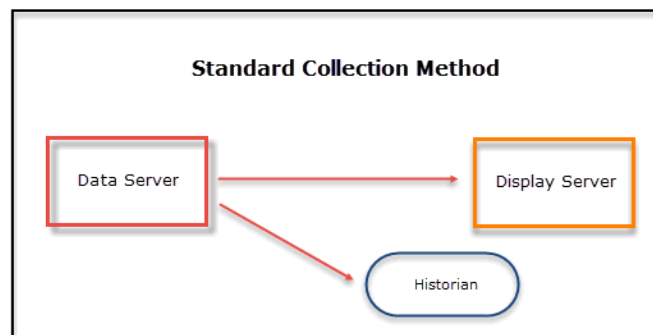 Standard Collection Method
Data Server
Display Server
Historian